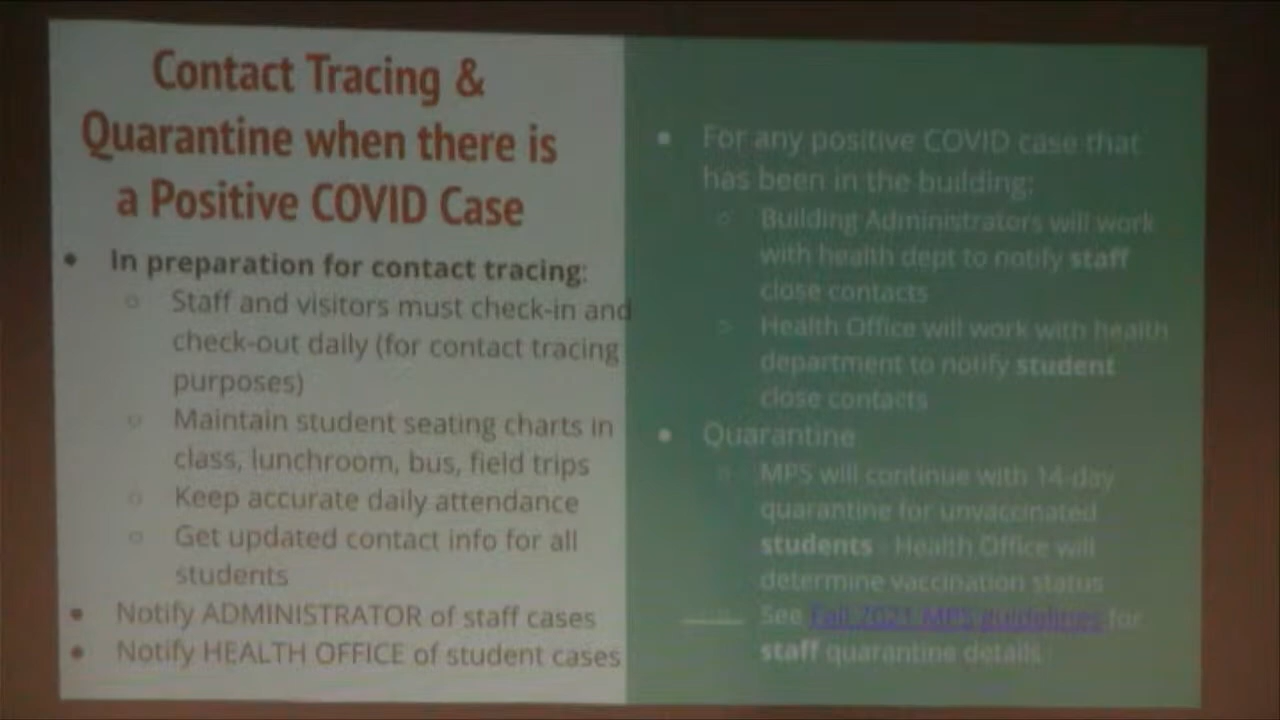 Contact Tracing &
Quarantine when there is
a Positive COVID Case
In preparation for contact tracing:
Staff and visitors must check-in and
check-out daily (for contact tracing
purposes)
Maintain student seating charts in
class, lunchroom, bus, field trips
Keep accurate daily attendance
Get updated contact info for all
students
Notify ADMINISTRATOR of staff cases
Notify HEALTH OFFICE of student cases
For any positive COVID case that
has been in the building:
Building Administrators will work
with health dept to notify staff
close contacts
Health Office will work with health
department to notify student
close contacts
Quarantine
MPS will continue with 14-day
quarantine for unvaccinated
students - Health Office will
determine vaccination status
See Fall 2021 MPS guidelines for
staff quarantine details